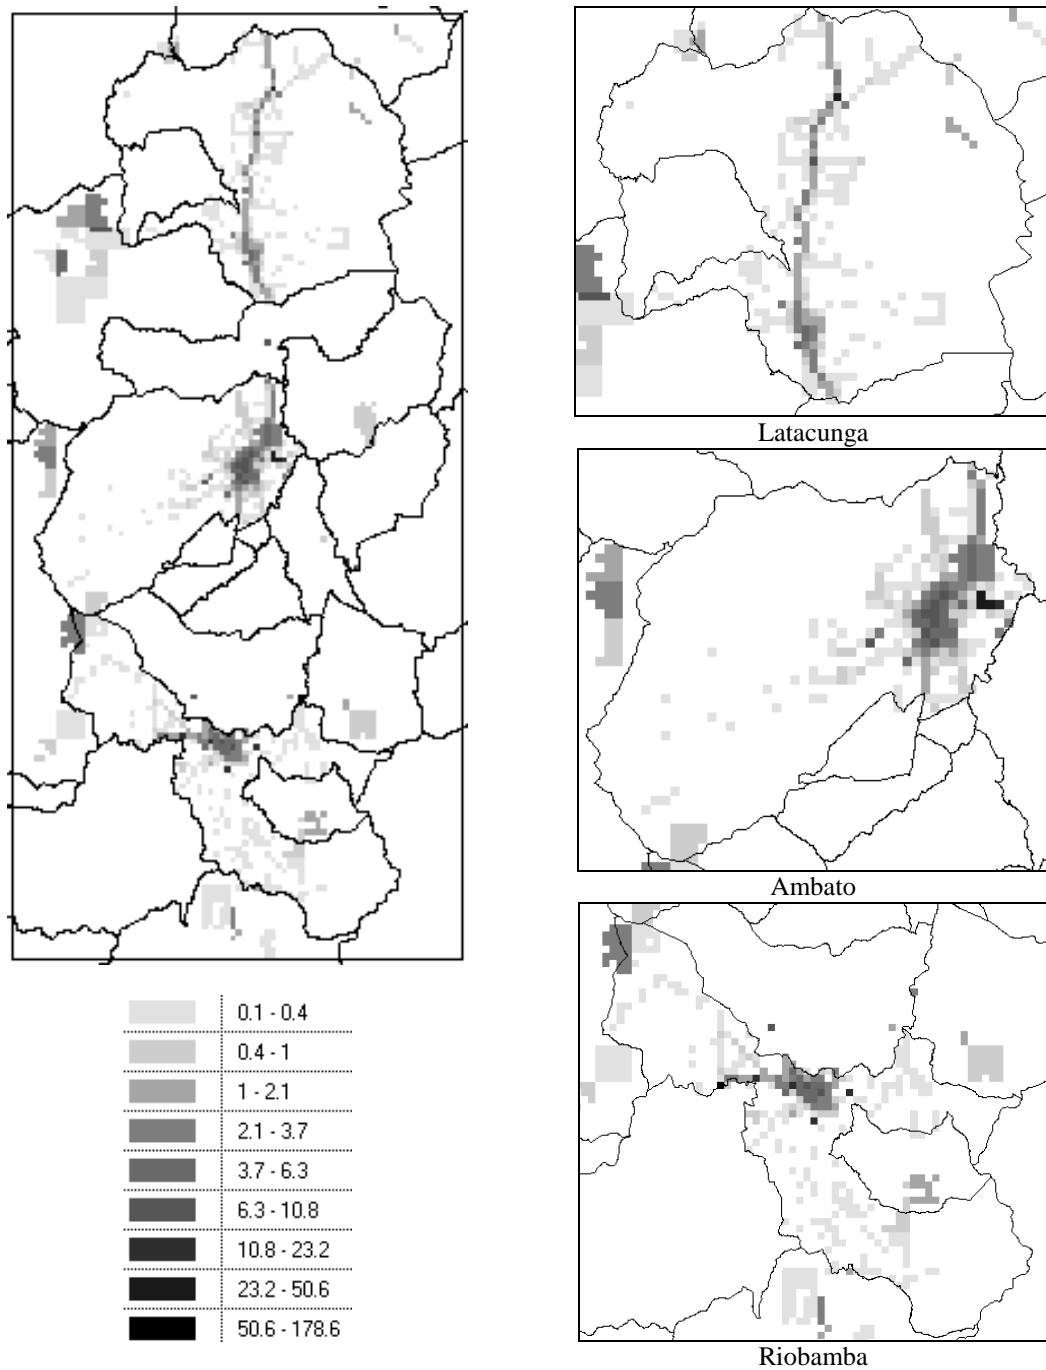 Latacunga
Ambato
Riobamba
0.1 - 0.4
0.4 - 1
1 - 2.1
2.1 - 3.7
3.7 - 6.3
6.3 - 10.8
10.8 - 23.2
23.2 - 50.6
50.6 - 178.6